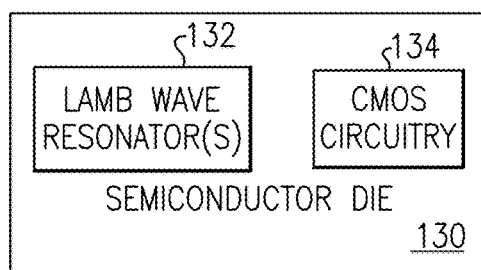 132
134
LAMB WAVE
RESONATOR(S)
CMOS
CIRCUITRY
SEMICONDUCTOR DIE
130